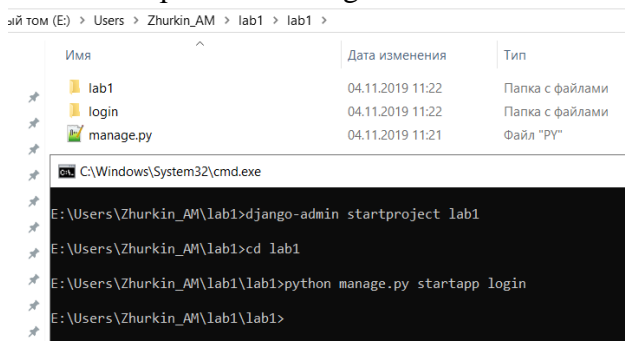 ый том (E:) > Users > Zhurkin_AM > lab1 > lab1 >
Имя Дата изменения Тип
lab1 04.11.2019 11:22 Папка с файлами
login 04.11.2019 11:22 Папка с файлами
manage.py 04.11.2019 11:21 Файл "PY"
C:\Windows\System32\cmd.exe
E:\Users\Zhurkin_AM\lab1>django-admin startproject lab1
E:\Users\Zhurkin_AM\lab1>cd lab1
E:\Users\Zhurkin_AM\lab1\lab1>python manage.py startapp login
E:\Users\Zhurkin_AM\lab1\lab1>